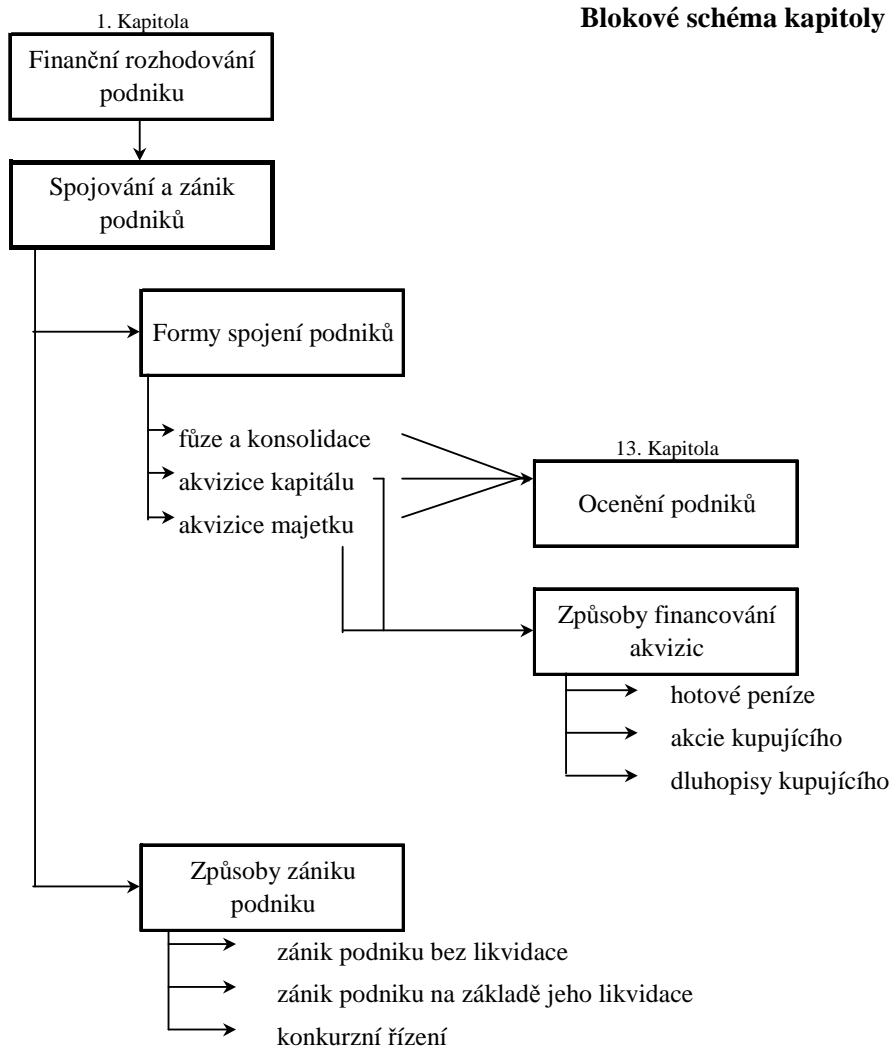 Blokové schéma kapitoly
1. Kapitola
Finanční rozhodování
podniku
Spojování a zánik
podniků
Formy spojení podniků
fůze a konsolidace
akvizice kapitálu
akvizice majetku
13. Kapitola
Ocenění podniků
Způsoby financování
akvizic
hotové peníze
akcie kupujícího
dluhopisy kupujícího
Způsoby zániku
podniku
zánik podniku bez likvidace
zánik podniku na základě jeho likvidace
konkurzní řízení